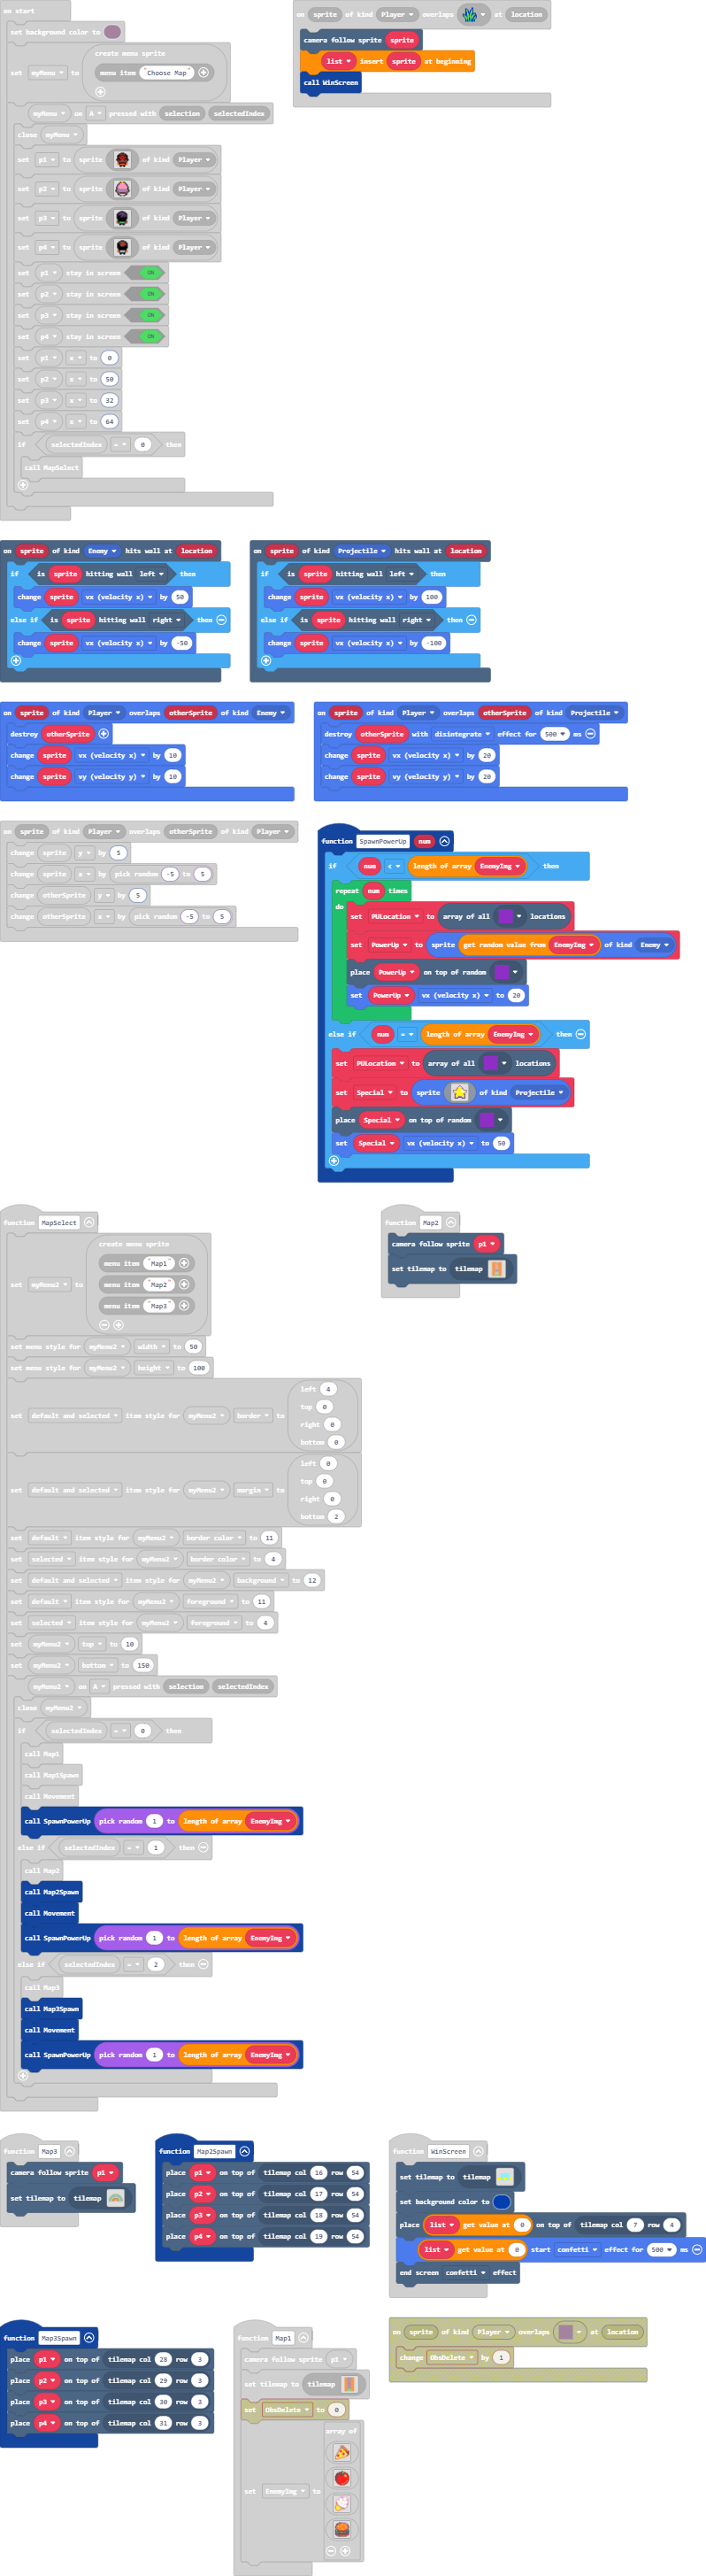 on start
set background color to
set myMenu to create menu sprite
menu item "Choose Map"
myMenu on A pressed with selection selectedIndex
close myMenu
set p1 to sprite of kind Player
set p2 to sprite of kind Player
set p3 to sprite of kind Player
set p4 to sprite of kind Player
set p1 stay in screen ON
set p2 stay in screen ON
set p3 stay in screen ON
set p4 stay in screen ON
set p1 x to 0
set p2 x to 50
set p3 x to 32
set p4 x to 64
if selectedIndex = 0 then
call MapSelect
on sprite of kind Player overlaps at location
camera follow sprite sprite
list insert sprite at beginning
call WinScreen
on sprite of kind Enemy hits wall at location
if is sprite hitting wall left then
change sprite vx (velocity x) by 50
else if is sprite hitting wall right then
change sprite vx (velocity x) by -50
on sprite of kind Projectile hits wall at location
if is sprite hitting wall left then
change sprite vx (velocity x) by 100
else if is sprite hitting wall right then
change sprite vx (velocity x) by -100
on sprite of kind Player overlaps otherSprite of kind Enemy
destroy otherSprite
change sprite vx (velocity x) by 10
change sprite vy (velocity y) by 10
on sprite of kind Player overlaps otherSprite of kind Projectile
destroy otherSprite with disintegrate effect for 500 ms
change sprite vx (velocity x) by 20
change sprite vy (velocity y) by 20
on sprite of kind Player overlaps otherSprite of kind Player
change sprite y by 5
change sprite x by pick random -5 to 5
change otherSprite y by 5
change otherSprite x by pick random -5 to 5
function SpawnPowerUp num
if num < length of array EnemyImg then
repeat num times
do
set PULocation to array of all locations
set PowerUp to sprite get random value from EnemyImg of kind Enemy
place PowerUp on top of random
set PowerUp vx (velocity x) to 20
else if num = length of array EnemyImg then
set PULocation to array of all locations
set Special to sprite of kind Projectile
place Special on top of random
set Special vx (velocity x) to 50
function MapSelect
create menu sprite
menu item "Map1"
set myMenu2 to menu item "Map2"
menu item "Map3"
set menu style for myMenu2 width to 50
set menu style for myMenu2 height to 100
left 4
top 0
set default and selected item style for myMenu2 border to
right 0
bottom 0
left 0
top 0
set default and selected item style for myMenu2 margin to
right 0
bottom 2
set default item style for myMenu2 border color to 11
set selected item style for myMenu2 border color to 4
set default and selected item style for myMenu2 background to 12
set default item style for myMenu2 foreground to 11
set selected item style for myMenu2 foreground to 4
set myMenu2 top to 10
set myMenu2 bottom to 150
myMenu2 on A pressed with selection selectedIndex
close myMenu2
if selectedIndex = 0 then
call Map1
call Map1Spawn
call Movement
call SpawnPowerUp pick random 1 to length of array EnemyImg
else if selectedIndex = 1 then
call Map2
call Map2Spawn
call Movement
call SpawnPowerUp pick random 1 to length of array EnemyImg
else if selectedIndex = 2 then
call Map3
call Map3Spawn
call Movement
call SpawnPowerUp pick random 1 to length of array EnemyImg
function Map2
camera follow sprite p1
set tilemap to tilemap
function Map3
camera follow sprite p1
set tilemap to tilemap
function Map2Spawn
place p1 on top of tilemap col 16 row 54
place p2 on top of tilemap col 17 row 54
place p3 on top of tilemap col 18 row 54
place p4 on top of tilemap col 19 row 54
function WinScreen
set tilemap to tilemap
set background color to
place list get value at 0 on top of tilemap col 7 row 4
list get value at 0 start confetti effect for 500 ms
end screen confetti effect
function Map3Spawn
place p1 on top of tilemap col 28 row 3
place p2 on top of tilemap col 29 row 3
place p3 on top of tilemap col 30 row 3
place p4 on top of tilemap col 31 row 3
function Map1
camera follow sprite p1
set tilemap to tilemap
set ObsDelete to 0
array of
set EnemyImg to
on sprite of kind Player overlaps at location
change ObsDelete by 1